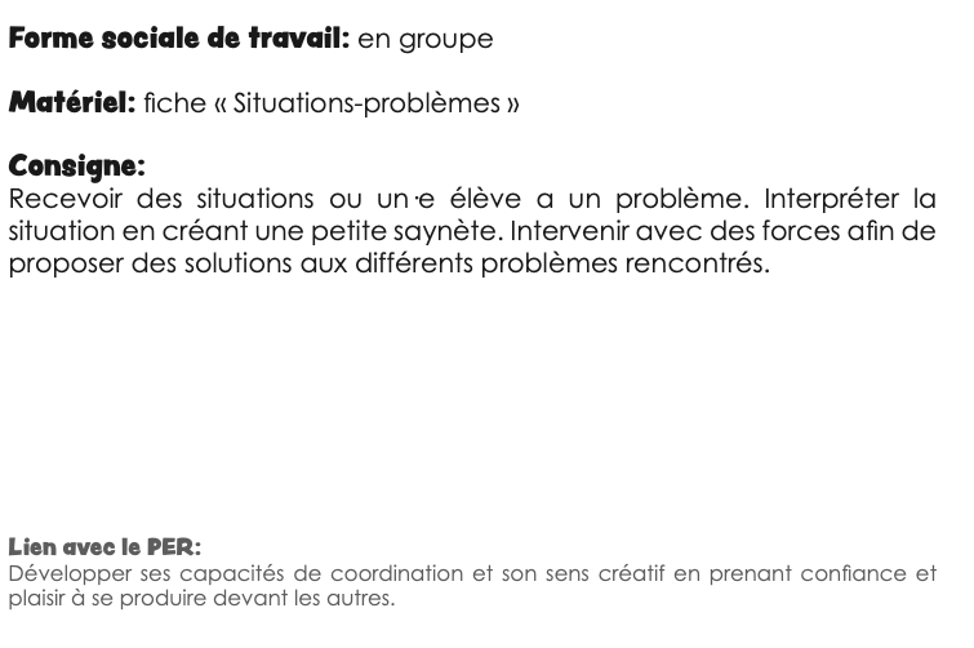 Forme sociale de travail: en groupe
Matériel: fiche « Situations-problèmes »
Consigne:
Recevoir des situations ou un·e élève a un problème. Interpréter la
situation en créant une petite saynète. Intervenir avec des forces afin de
proposer des solutions aux différents problèmes rencontrés.
Lien avec le PER:
Développer ses capacités de coordination et son sens créatif en prenant confiance et
plaisir à se produire devant les autres.